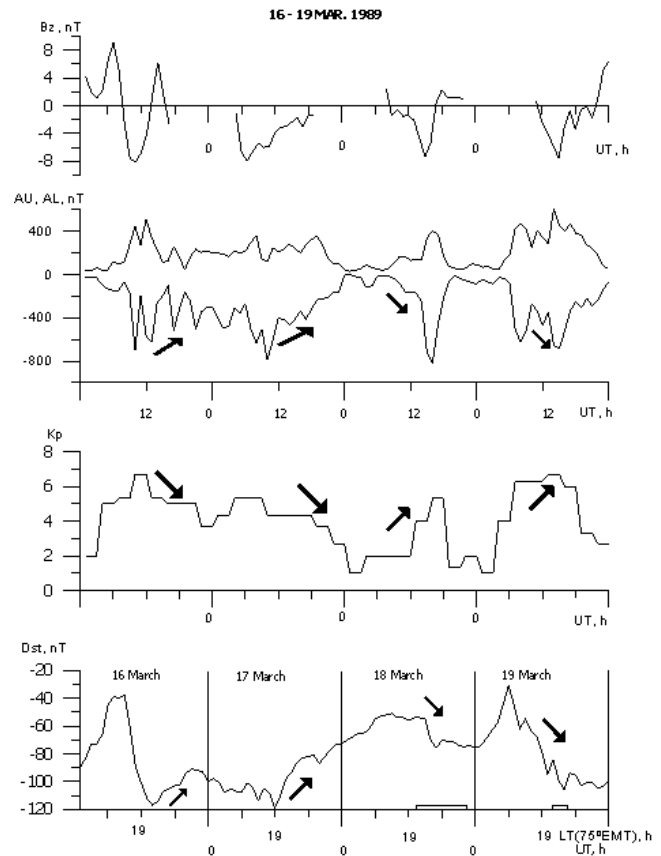 16 - 19 MAR. 1989
Bz, nT
8
4
0
-4
-8
0
0
0
UT, h
AU, AL, nT
400
0
-400
-800
12
0
12
0
12
0
12
UT, h
Kp
8
6
4
2
0
0
0
0
UT, h
Dst, nT
-20
-40
-60
-80
-100
-120
16 March
17 March
18 March
19 March
19
19
19
19
LT(75ºEMT), h
0
0
0
UT, h